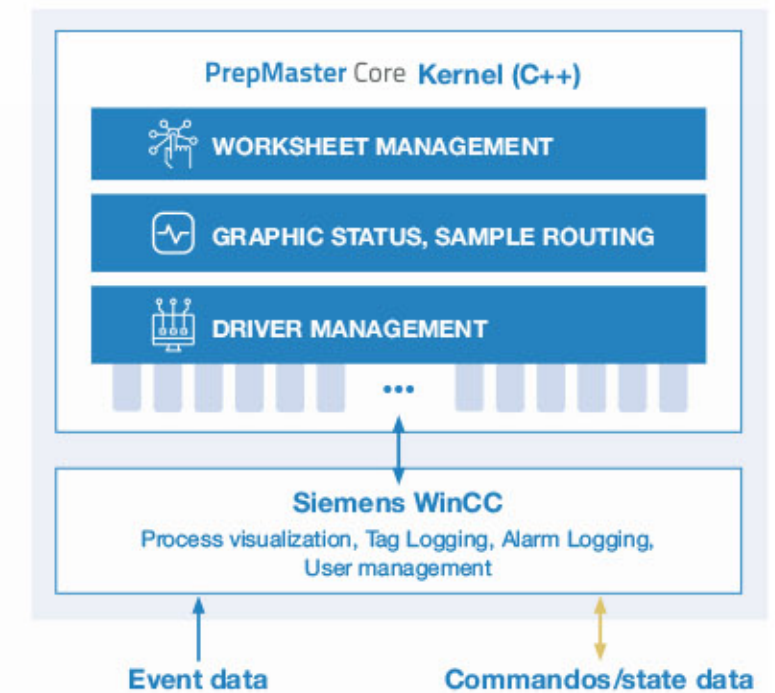 PrepMaster Core Kernel (C++)
WORKSHEET MANAGEMENT
GRAPHIC STATUS, SAMPLE ROUTING
DRIVER MANAGEMENT
...
Siemens WinCC
Process visualization, Tag Logging, Alarm Logging,
User management
Event data
Commandos/state data